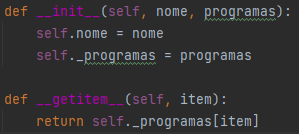 def __init__(self, nome, programas):
    self.nome = nome
    self._programas = programas

def __getitem__(self, item):
    return self._programas[item]